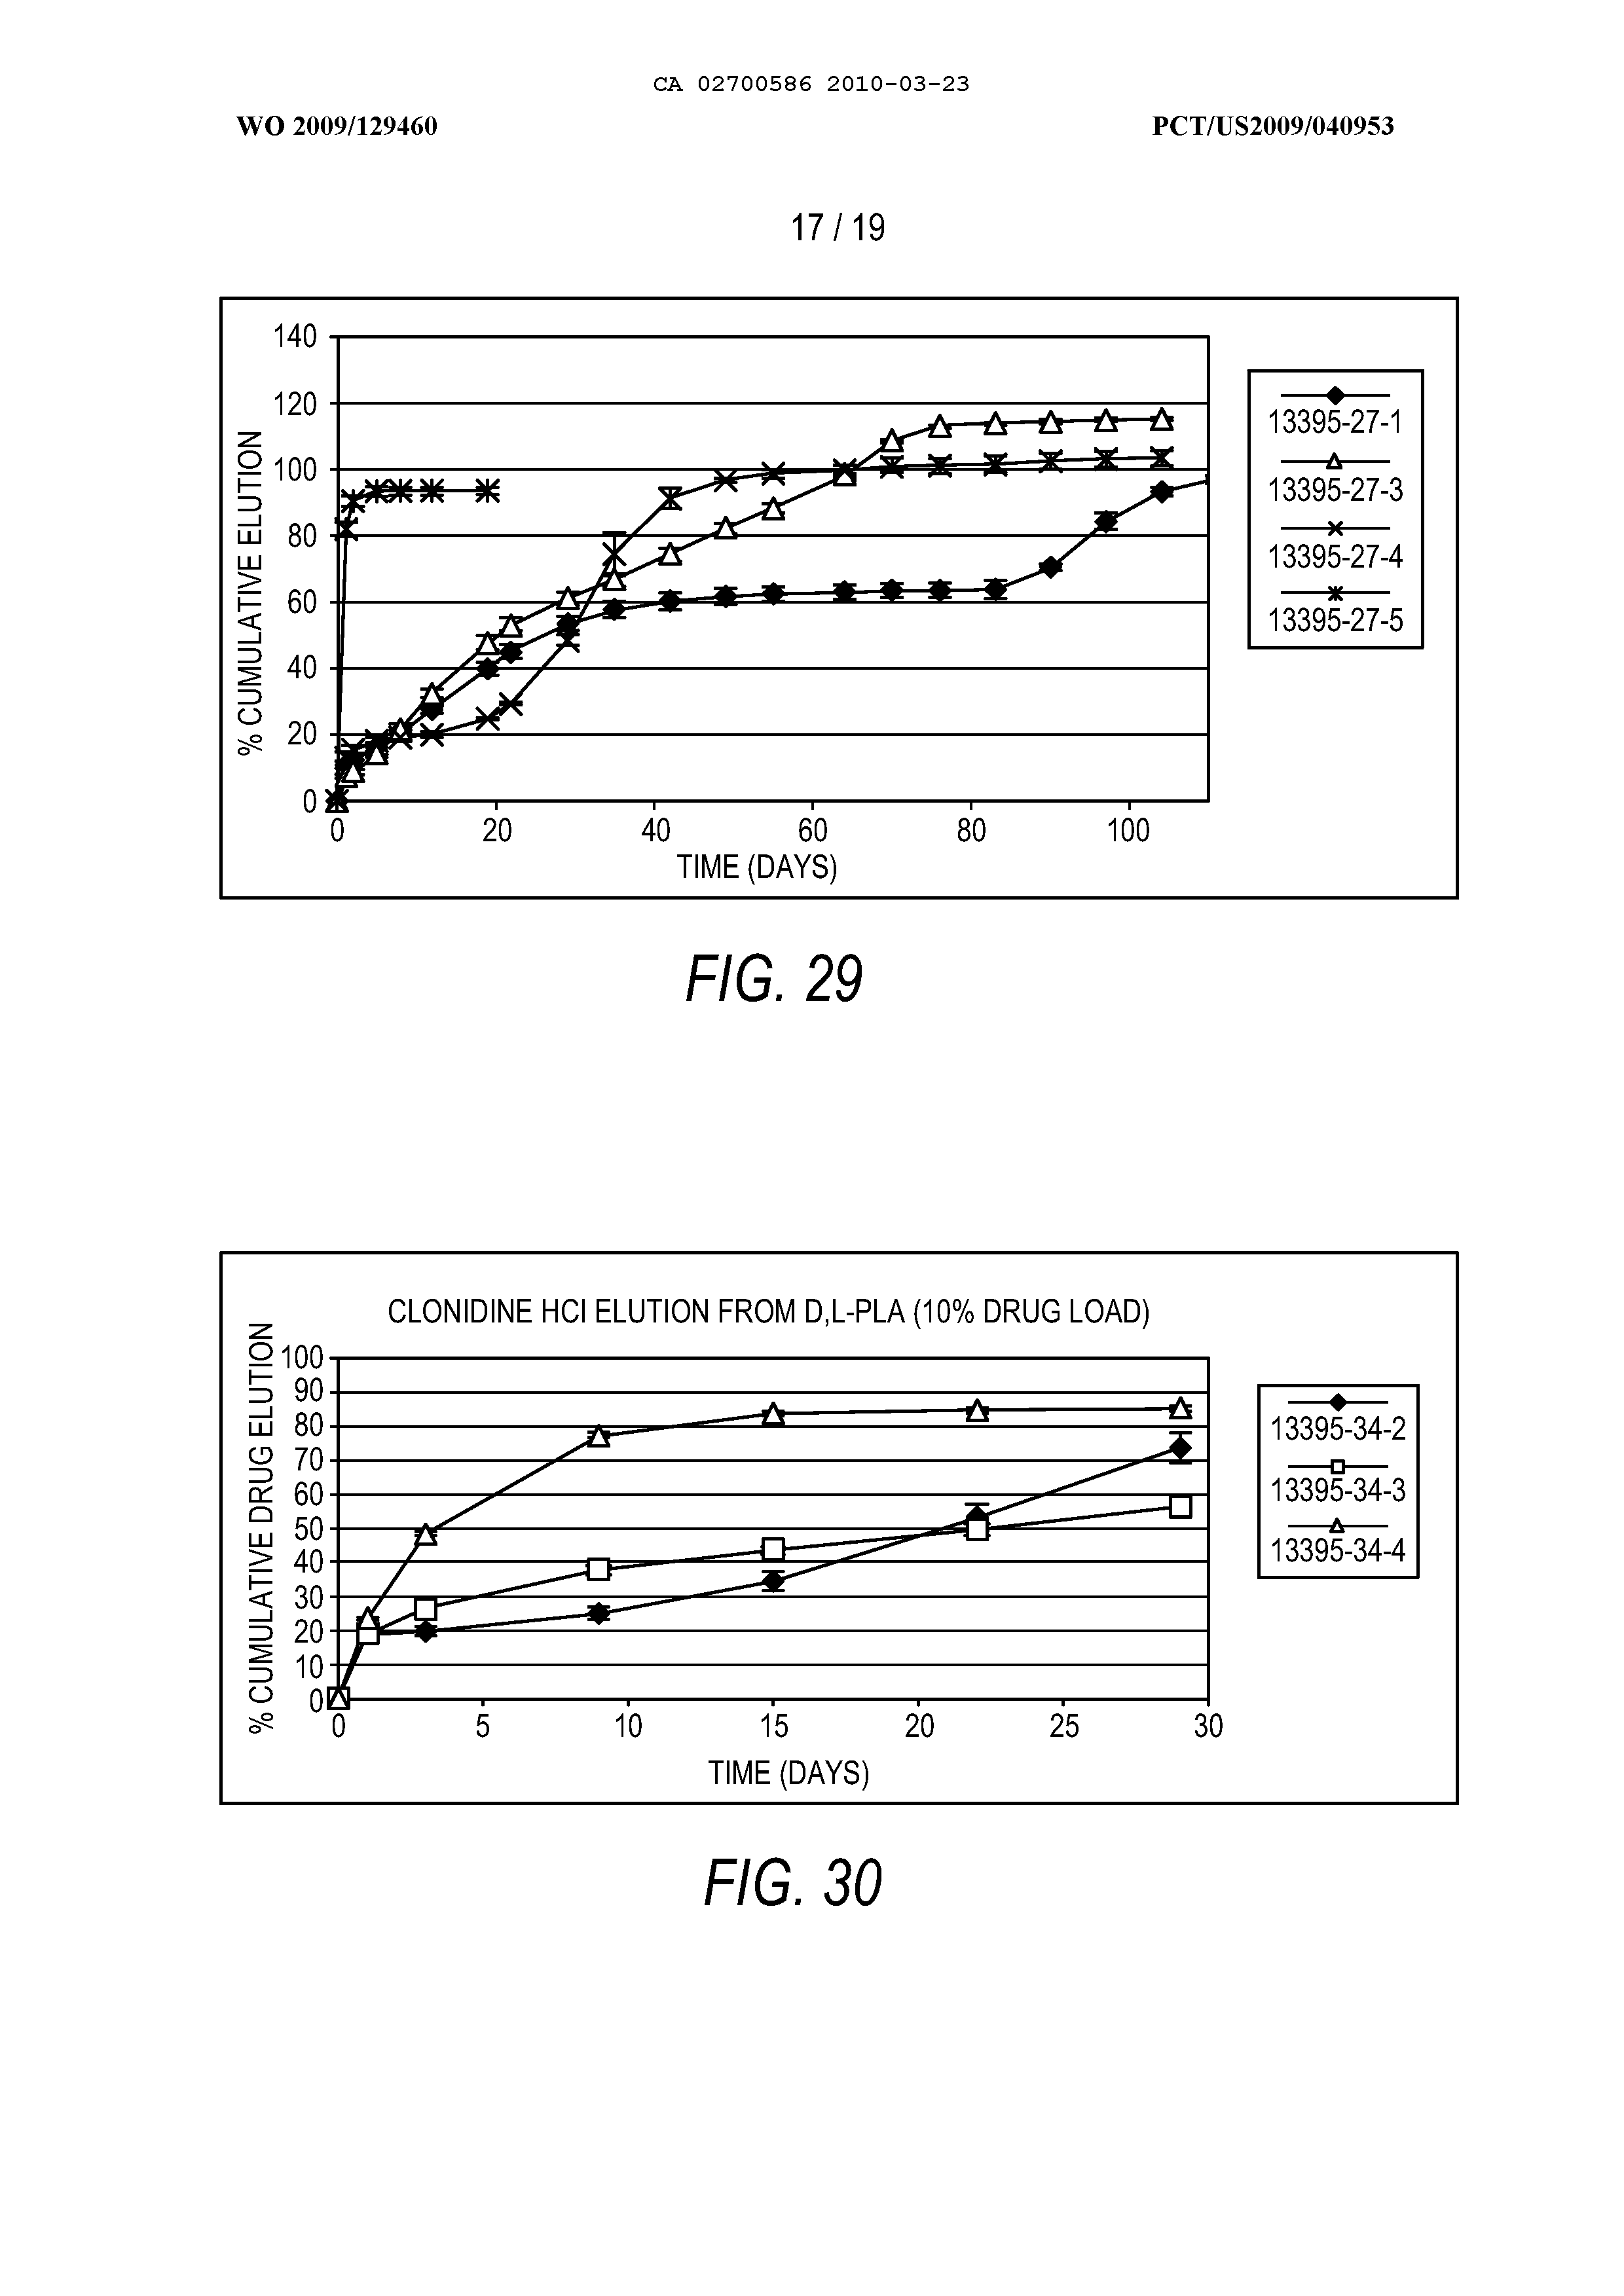 CA 02700586 2010-03-23
WO 2009/129460
PCT/US2009/040953
17 / 19
140
120
100
80
60
40
20
0
% CUMULATIVE ELUTION
0 20 40 60 80 100
TIME (DAYS)
13395-27-1
13395-27-3
13395-27-4
13395-27-5
FIG. 29
CLONIDINE HCl ELUTION FROM D,L-PLA (10% DRUG LOAD)
100
90
80
70
60
50
40
30
20
10
0
% CUMULATIVE DRUG ELUTION
0 5 10 15 20 25 30
TIME (DAYS)
13395-34-2
13395-34-3
13395-34-4
FIG. 30